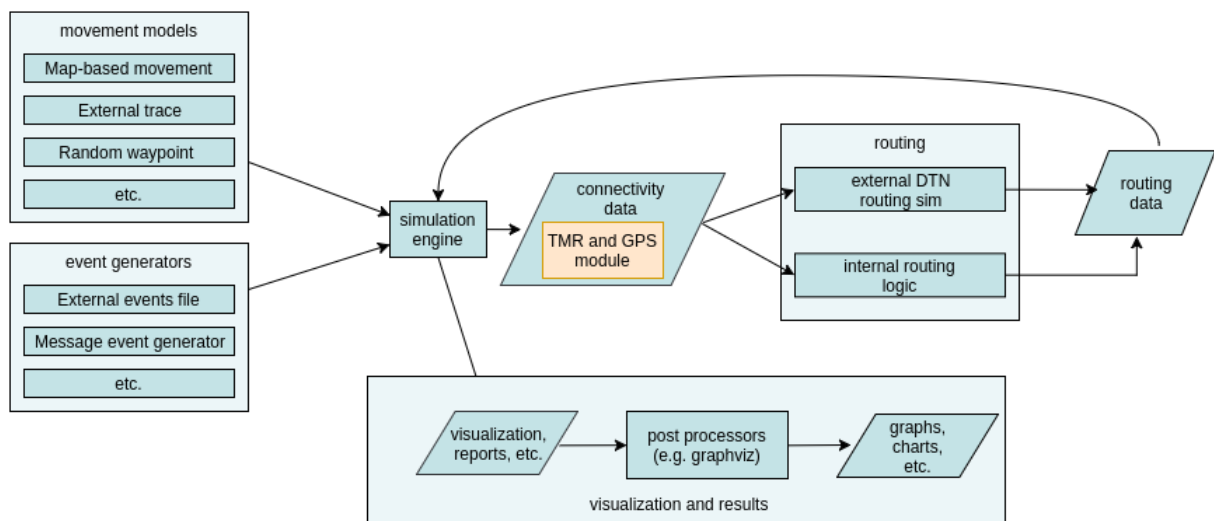 movement models
Map-based movement
External trace
Random waypoint
etc.
event generators
External events file
Message event generator
etc.
simulation
engine
connectivity
data
TMR and GPS
module
routing
external DTN
routing sim
internal routing
logic
routing
data
visualization,
reports, etc.
post processors
(e.g. graphviz)
graphs,
charts,
etc.
visualization and results